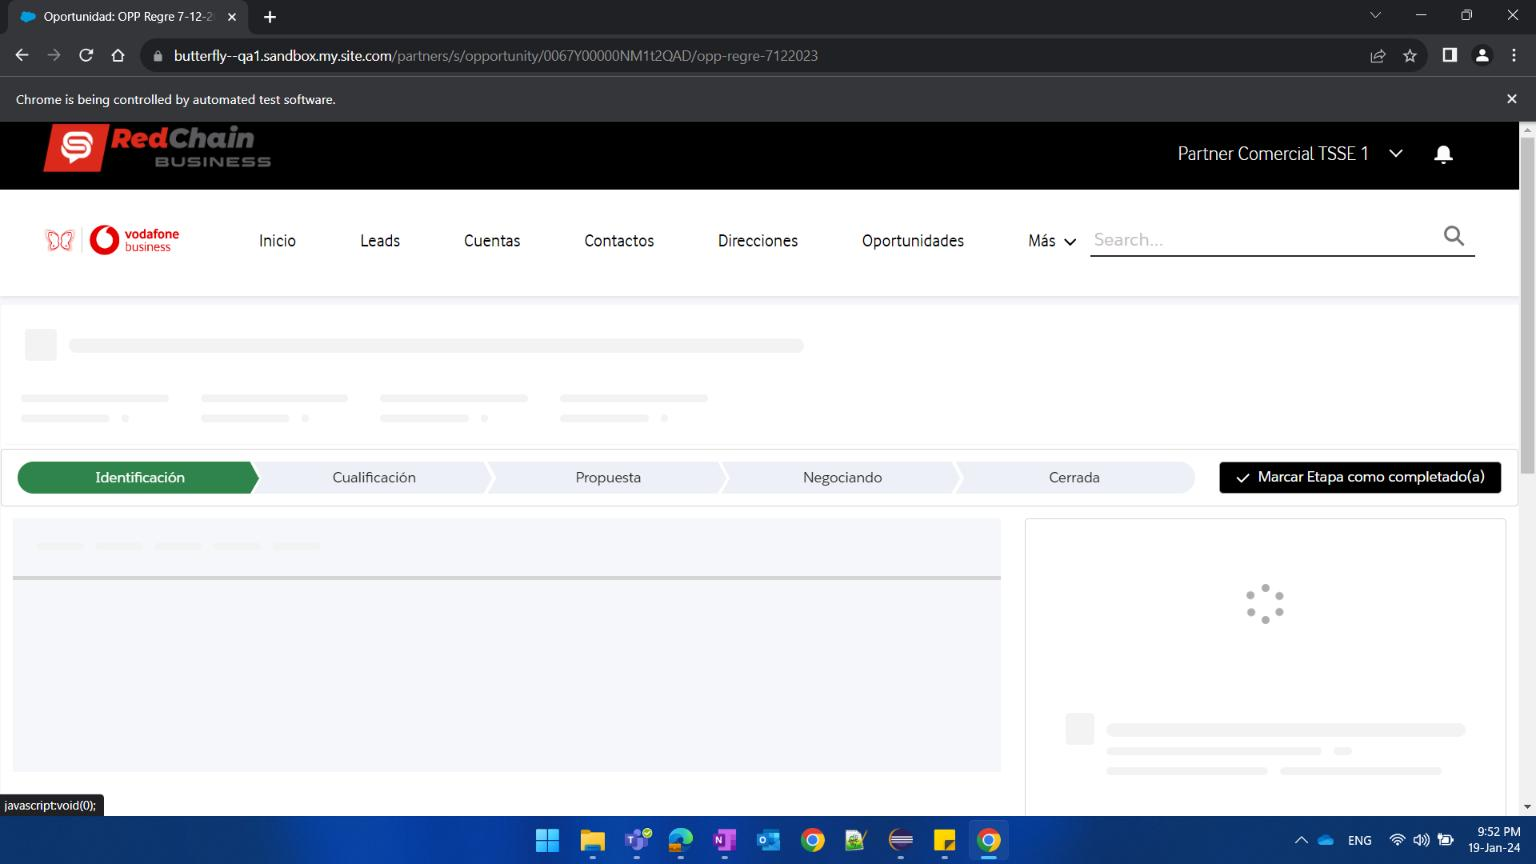 Oportunidad: OPP Regre 7-12-2
butterfly--qa1.sandbox.my.site.com/partners/s/opportunity/0067Y00000NM1t2QAD/opp-regre-7122023
Chrome is being controlled by automated test software.
RedChain
BUSINESS
Partner Comercial TSSE 1
vodafone
business
Inicio
Leads
Cuentas
Contactos
Direcciones
Oportunidades
Más
Search...
Identificación
Cualificación
Propuesta
Negociando
Cerrada
Marcar Etapa como completado(a)
javascript:void(0);
ENG
9:52 PM
19-Jan-24